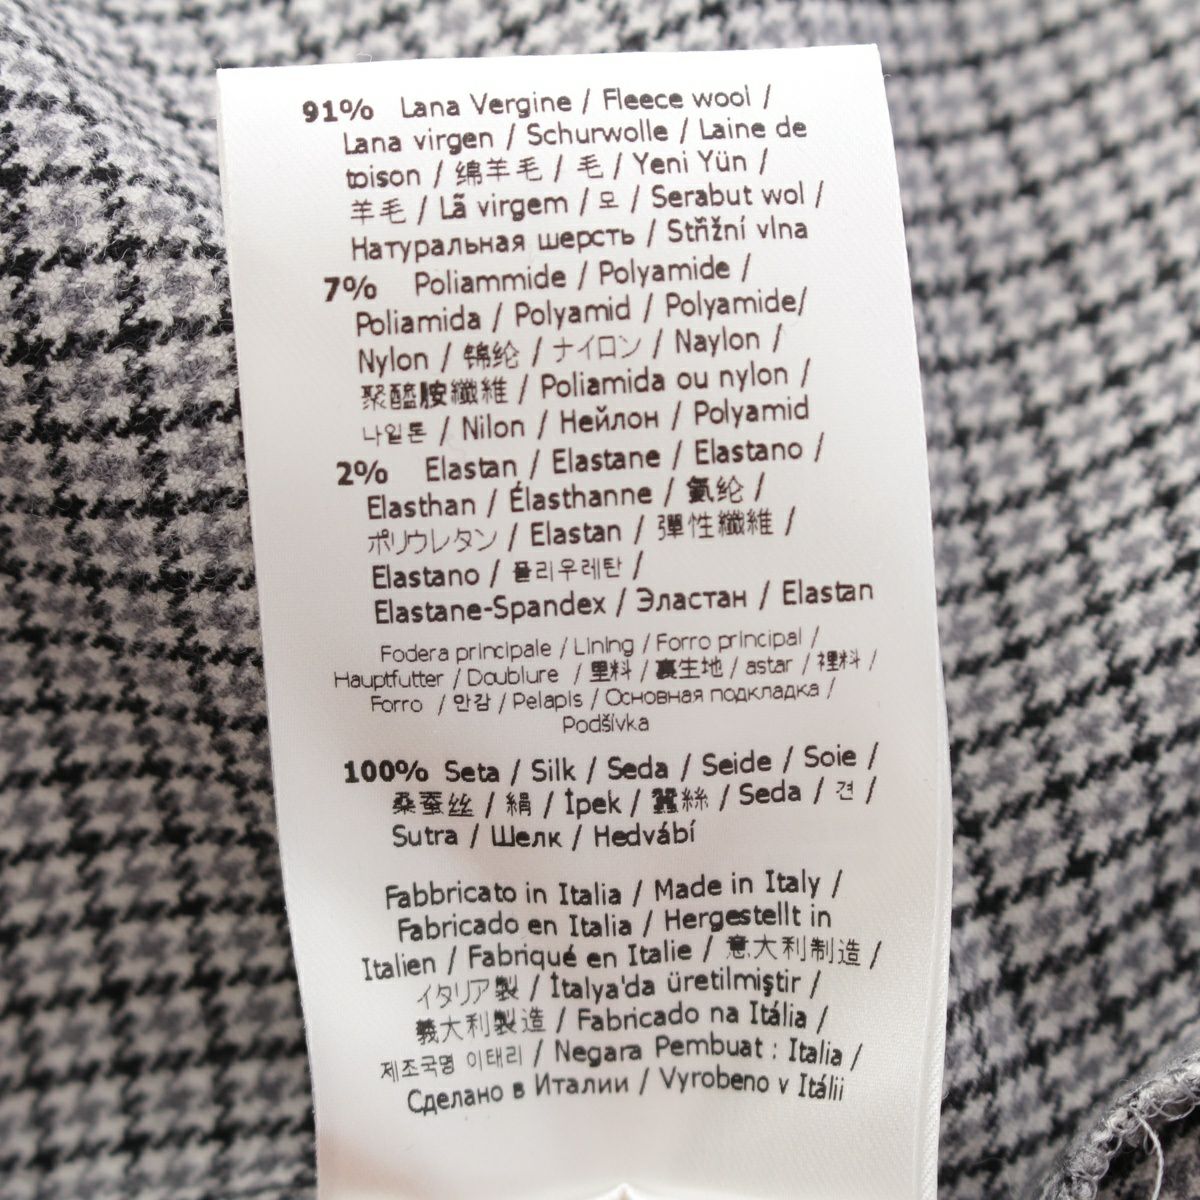 91% Lana Vergine / Fleece wool /
Lana virgen / Schurwolle / Laine de
toison / 绵羊毛 / 毛 / Yeni Yün /
羊毛 / Lã virgem / 모 / Serabut wol /
Натуральная шерсть / Střižní vlna
7% Poliammide / Polyamide /
Poliamida / Polyamid / Polyamide/
Nylon / 锦纶 / ナイロン / Naylon /
聚醯胺纖維 / Poliamida ou nylon /
나일론 / Nilon / Нейлон / Polyamid
2% Elastan / Elastane / Elastano /
Elasthan / Élasthanne / 氨纶 /
ポリウレタン / Elastan / 彈性纖維 /
Elastano / 폴리우레탄 /
Elastane-Spandex / Эластан / Elastan
Fodera principale / Lining / Forro principal /
Hauptfutter / Doublure / 里料 / 裏生地 / astar / 裡料 /
Forro / 안감 / Pelapis / Основная подкладка /
Podšívka
100% Seta / Silk / Seda / Seide / Soie /
桑蚕丝 / 絹 / İpek / 蠶絲 / Seda / 견 /
Sutra / Шелк / Hedvábí
Fabbricato in Italia / Made in Italy /
Fabricado en Italia / Hergestellt in
Italien / Fabriqué en Italie / 意大利制造 /
イタリア製 / İtalya'da üretilmiştir /
義大利製造 / Fabricado na Itália /
제조국명 이태리 / Negara Pembuat : Italia /
Сделано в Италии / Vyrobeno v Itálii